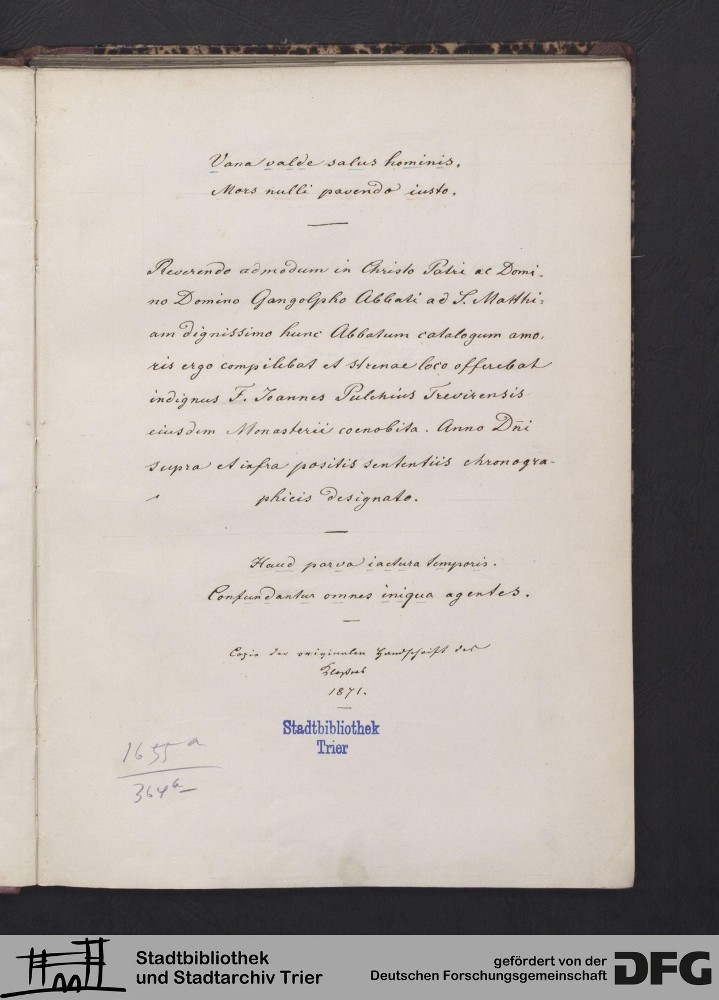 Vana valde salus hominis.
Mors nulli pavenda iusto.
Reverendo admodum in Christo Patri ac Domi-
no Domino Gangolpho Abbati ad S. Matthi-
am dignissimo hunc Abbatum catalogum amo-
ris ergo compilebat et strenae loco offerebat
indignus F. Joannes Pulchius Trevirensis
eiusdem Monasterii coenobita. Anno Dñi
supra et infra positis sententiis chronogra-
phicis designato.
Haud parva iactura temporis.
Confundantur omnes iniqua agentes.
Copie der originalen Handschrift des
Klosters
1871.
Stadtbibliothek
Trier
1655 a
364 a
Stadtbibliothek
und Stadtarchiv Trier
gefördert von der
Deutschen Forschungsgemeinschaft
DFG